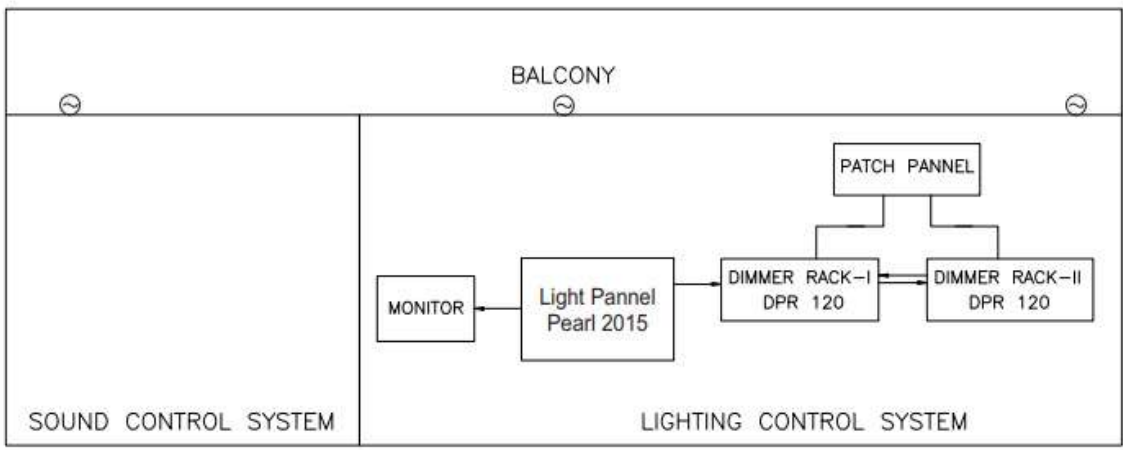 BALCONY
PATCH PANNEL
DIMMER RACK-I
DPR 120
DIMMER RACK-II
DPR 120
Light Pannel
Pearl 2015
MONITOR
SOUND CONTROL SYSTEM
LIGHTING CONTROL SYSTEM